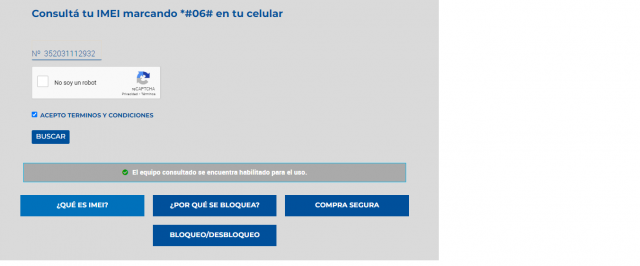 Consultá tu IMEI marcando *#06# en tu celular
Nº 352031112932
No soy un robot
reCAPTCHA
Privacidad - Términos
ACEPTO TERMINOS Y CONDICIONES
BUSCAR
El equipo consultado se encuentra habilitado para el uso.
¿QUÉ ES IMEI?
¿POR QUÉ SE BLOQUEA?
COMPRA SEGURA
BLOQUEO/DESBLOQUEO